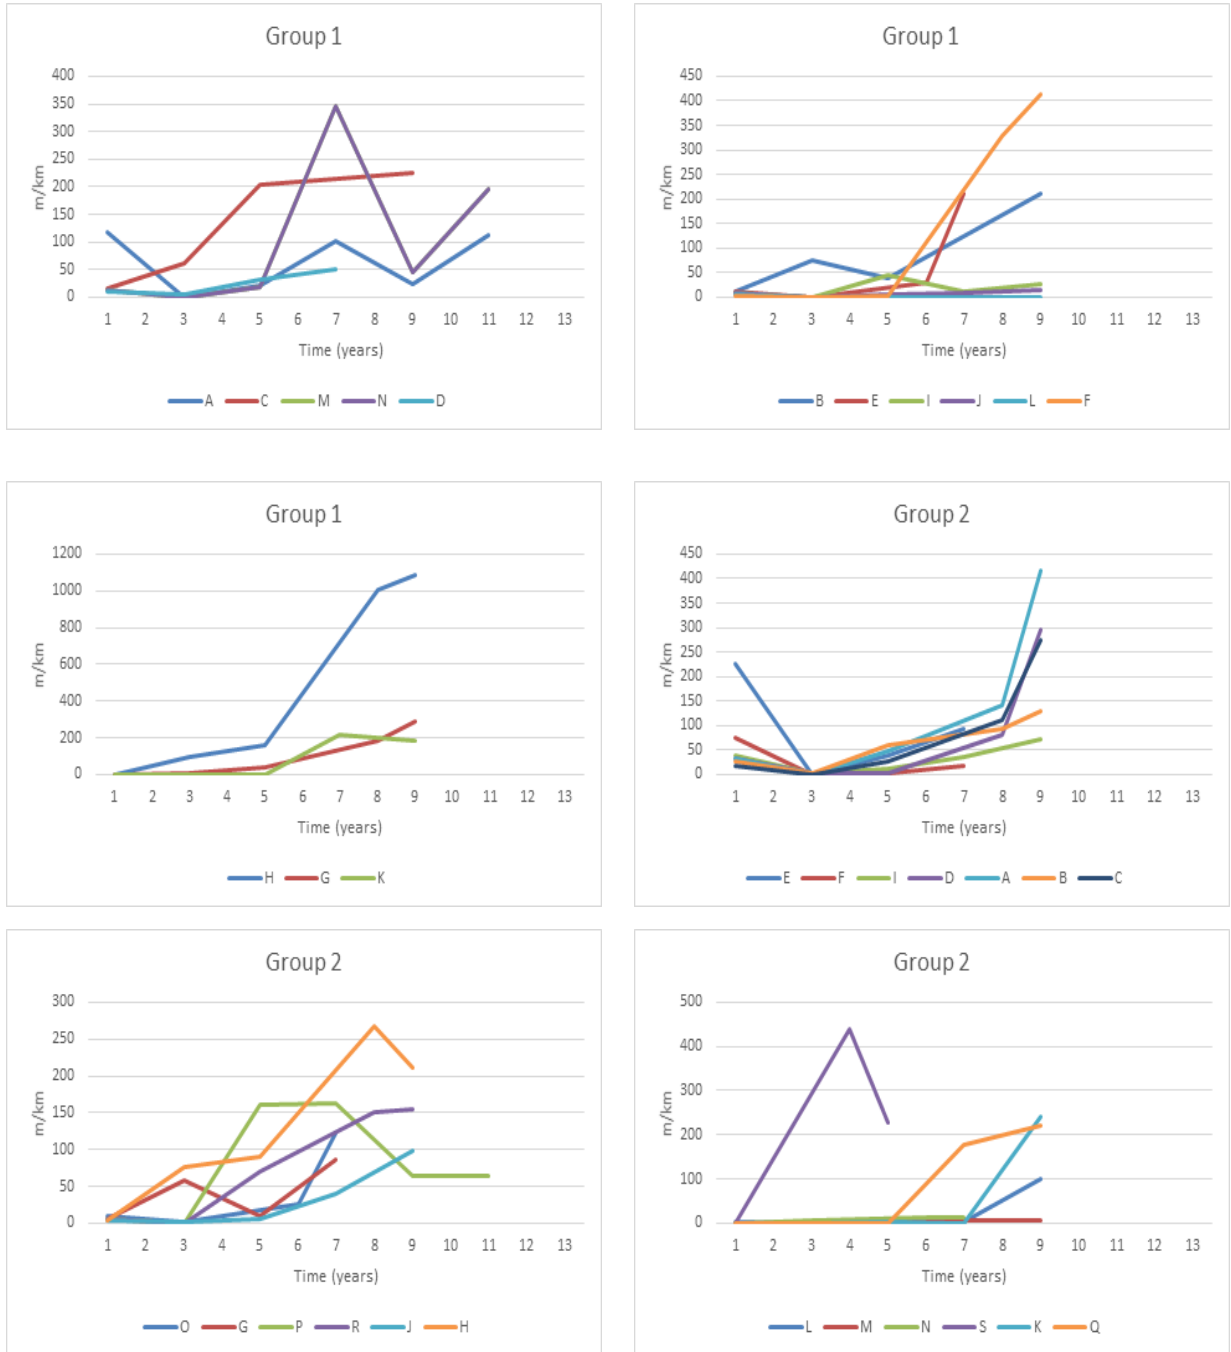 Group 1
400
350
300
250
200
150
100
50
0
m/km
1 2 3 4 5 6 7 8 9 10 11 12 13
Time (years)
A C M N D
Group 1
450
400
350
300
250
200
150
100
50
0
m/km
1 2 3 4 5 6 7 8 9 10 11 12 13
Time (years)
B E I J L F
Group 1
1200
1000
800
600
400
200
0
m/km
1 2 3 4 5 6 7 8 9 10 11 12 13
Time (years)
H G K
Group 2
450
400
350
300
250
200
150
100
50
0
m/km
1 2 3 4 5 6 7 8 9 10 11 12 13
Time (years)
E F I D A B C
Group 2
300
250
200
150
100
50
0
m/km
1 2 3 4 5 6 7 8 9 10 11 12 13
Time (years)
O G P R J H
Group 2
500
400
300
200
100
0
m/km
1 2 3 4 5 6 7 8 9 10 11 12 13
Time (years)
L M N S K Q